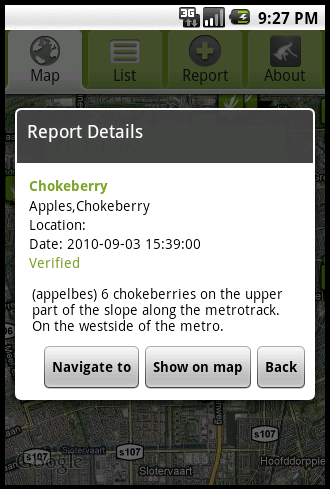 3G 9:27 PM
Map List Report About
Report Details
Chokeberry
Apples,Chokeberry
Location:
Date: 2010-09-03 15:39:00
Verified
(appelbes) 6 chokeberries on the upper
part of the slope along the metrotrack.
On the westside of the metro.
Navigate to Show on map Back
s107
s107
Google
Slotervaart
Hoofddorpple